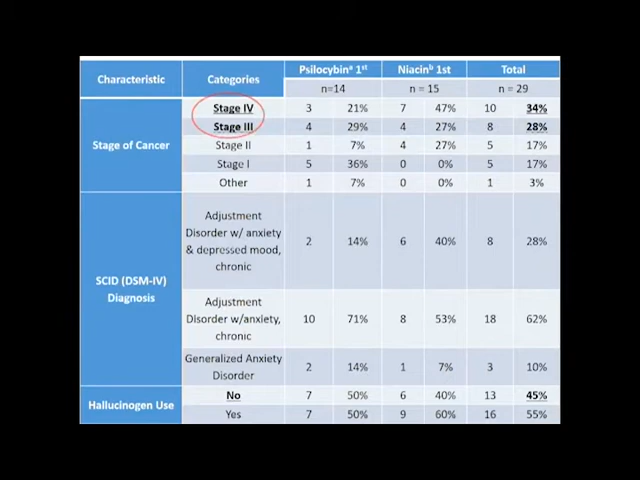 Characteristic Categories Psilocybinᵃ 1ˢᵗ Niacinᵇ 1st Total
n=14 n = 15 n = 29
Stage of Cancer
Stage IV 3 21% 7 47% 10 34%
Stage III 4 29% 4 27% 8 28%
Stage II 1 7% 4 27% 5 17%
Stage I 5 36% 0 0% 5 17%
Other 1 7% 0 0% 1 3%
SCID (DSM-IV)
Diagnosis
Adjustment
Disorder w/ anxiety
& depressed mood,
chronic
2 14% 6 40% 8 28%
Adjustment
Disorder w/anxiety,
chronic
10 71% 8 53% 18 62%
Generalized Anxiety
Disorder
2 14% 1 7% 3 10%
Hallucinogen Use
No 7 50% 6 40% 13 45%
Yes 7 50% 9 60% 16 55%